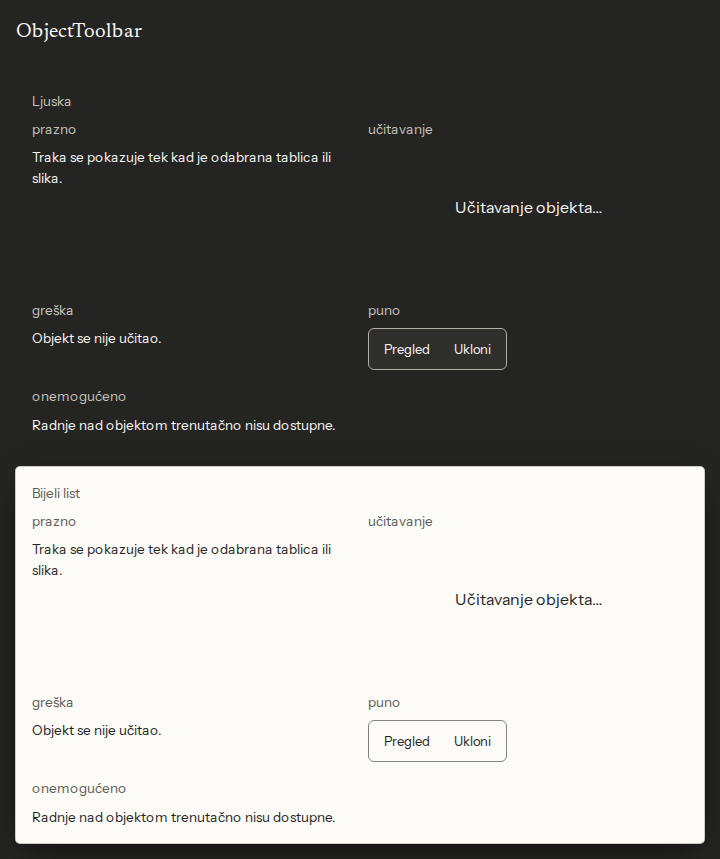 ObjectToolbar
Ljuska
prazno
Traka se pokazuje tek kad je odabrana tablica ili
slika.
učitavanje
Učitavanje objekta…
greška
Objekt se nije učitao.
puno
Pregled Ukloni
onemogućeno
Radnje nad objektom trenutačno nisu dostupne.
Bijeli list
prazno
Traka se pokazuje tek kad je odabrana tablica ili
slika.
učitavanje
Učitavanje objekta…
greška
Objekt se nije učitao.
puno
Pregled Ukloni
onemogućeno
Radnje nad objektom trenutačno nisu dostupne.